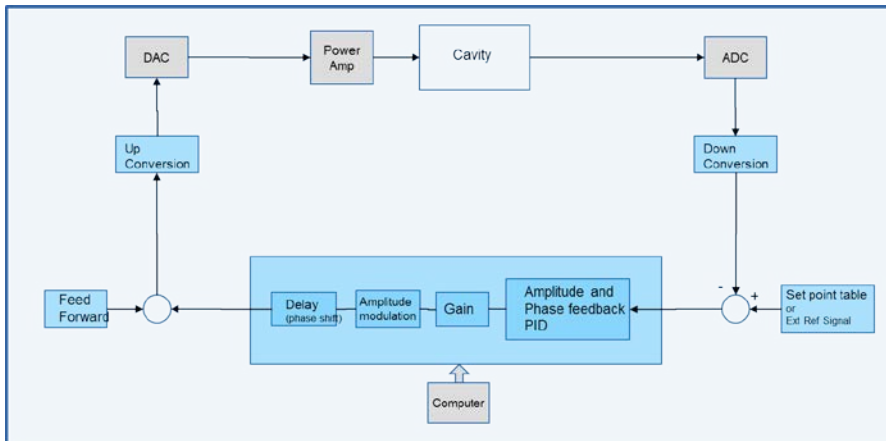 DAC
Power
Amp
Cavity
ADC
Up
Conversion
Down
Conversion
-
+
Feed
Forward
Delay
(phase shift)
Amplitude
modulation
Gain
Amplitude and
Phase feedback
PID
Set point table
or
Ext Ref Signal
Computer